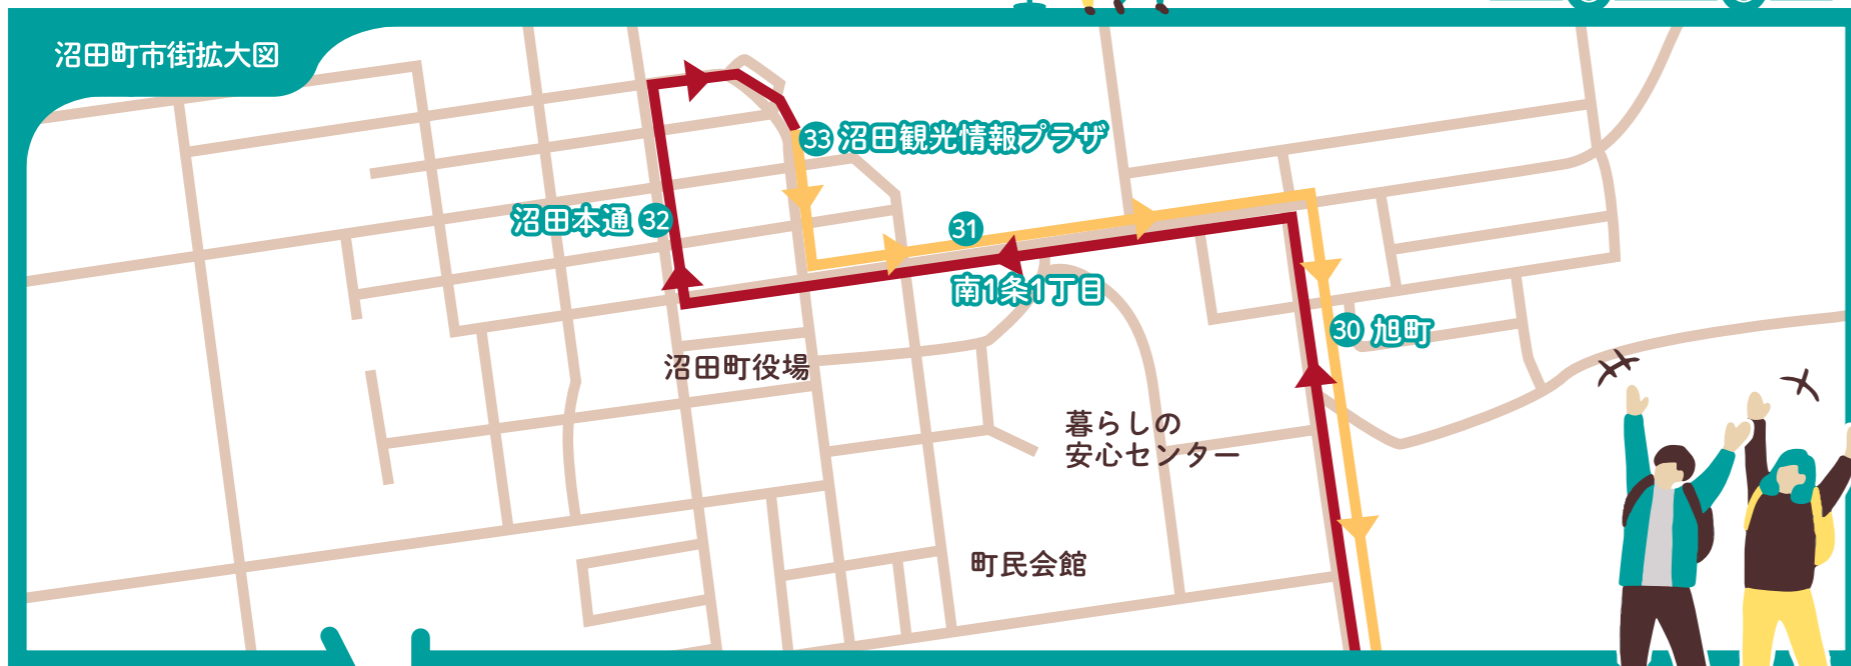 沼田町市街拡大図
33 沼田観光情報プラザ
沼田本通 32
31
南1条1丁目
30 旭町
沼田町役場
暮らしの
安心センター
町民会館